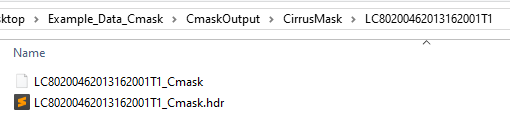 ktop > Example_Data_Cmask > CmaskOutput > CirrusMask > LC80200462013162001T1
Name
LC80200462013162001T1_Cmask
LC80200462013162001T1_Cmask.hdr